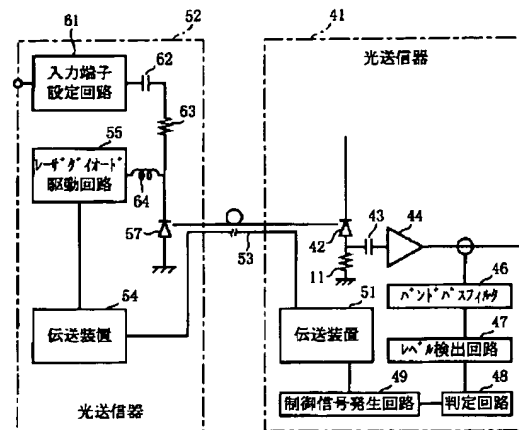 52
41
61
入力端子
設定回路
62
63
光送信器
55
レーザダイオード
駆動回路
64
57
53
42
43
44
11
54
伝送装置
51
伝送装置
46
バンドパスフィルタ
47
レベル検出回路
49
48
制御信号発生回路
判定回路
光送信器